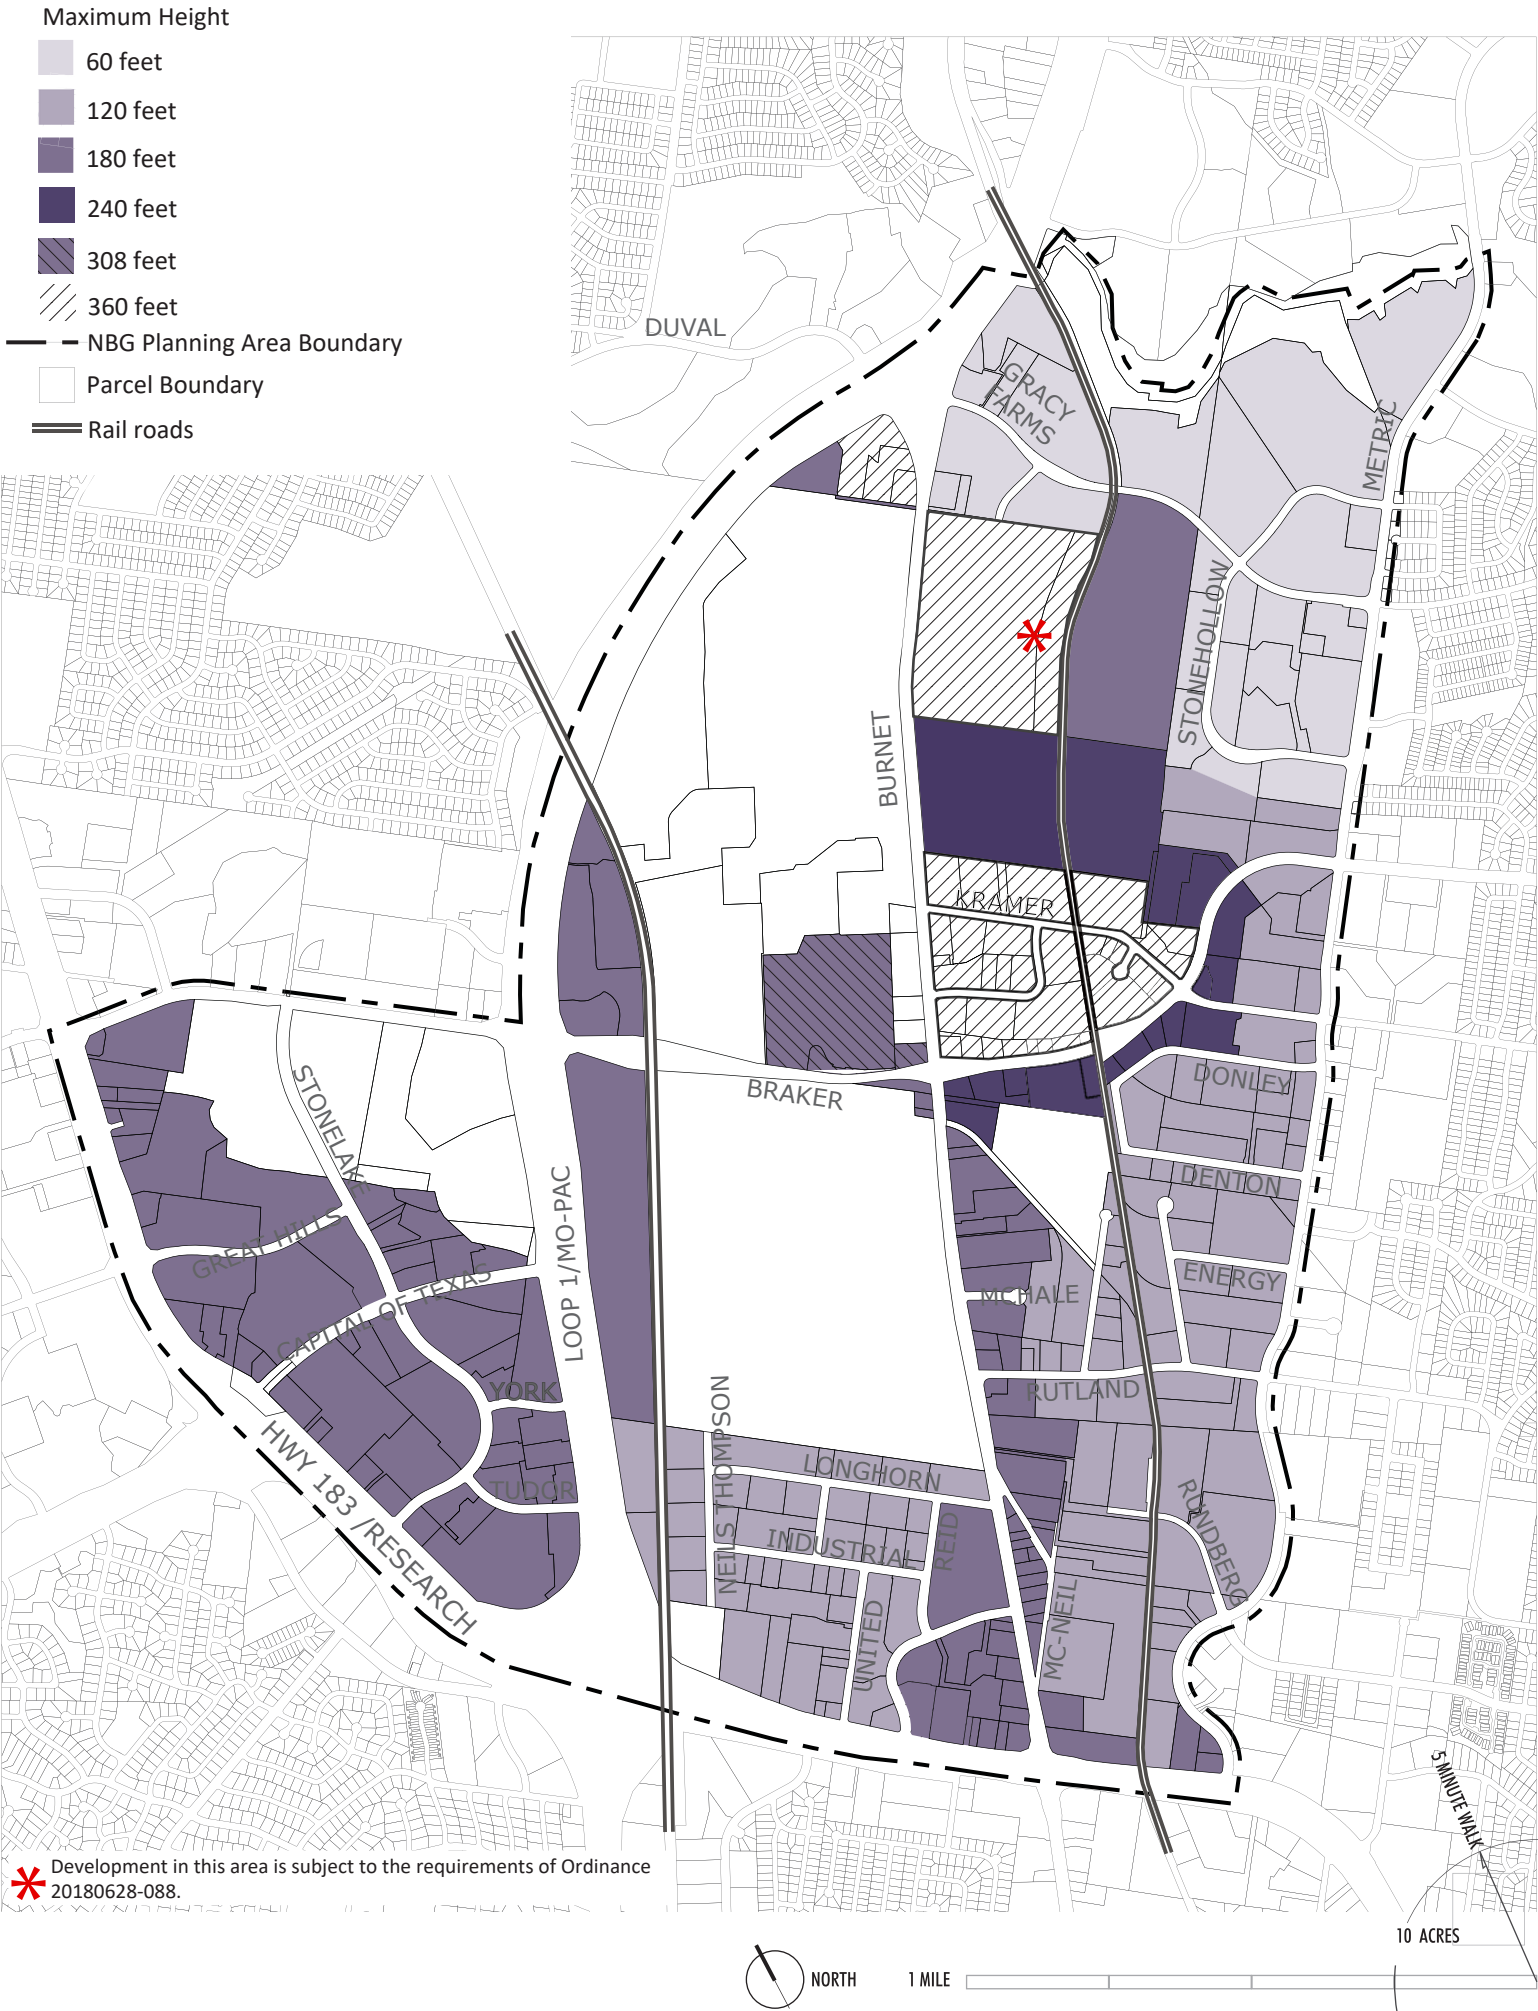 Maximum Height
60 feet
120 feet
180 feet
240 feet
308 feet
360 feet
NBG Planning Area Boundary
Parcel Boundary
Rail roads
DUVAL
GRACY
FARMS
METRIC
STONEHOLLOW
BURNET
KRAMER
BRAKER
DONLEY
DENTON
STONELAKE
GREAT HILLS
CAPITAL OF TEXAS
LOOP 1/MO-PAC
ENERGY
MCHALE
YORK
RUTLAND
TUDOR
HWY 183 /RESEARCH
NEILS THOMPSON
LONGHORN
INDUSTRIAL
REID
RUNDBERG
UNITED
MC-NEIL
5 MINUTE WALK
* Development in this area is subject to the requirements of Ordinance
20180628-088.
10 ACRES
NORTH
1 MILE